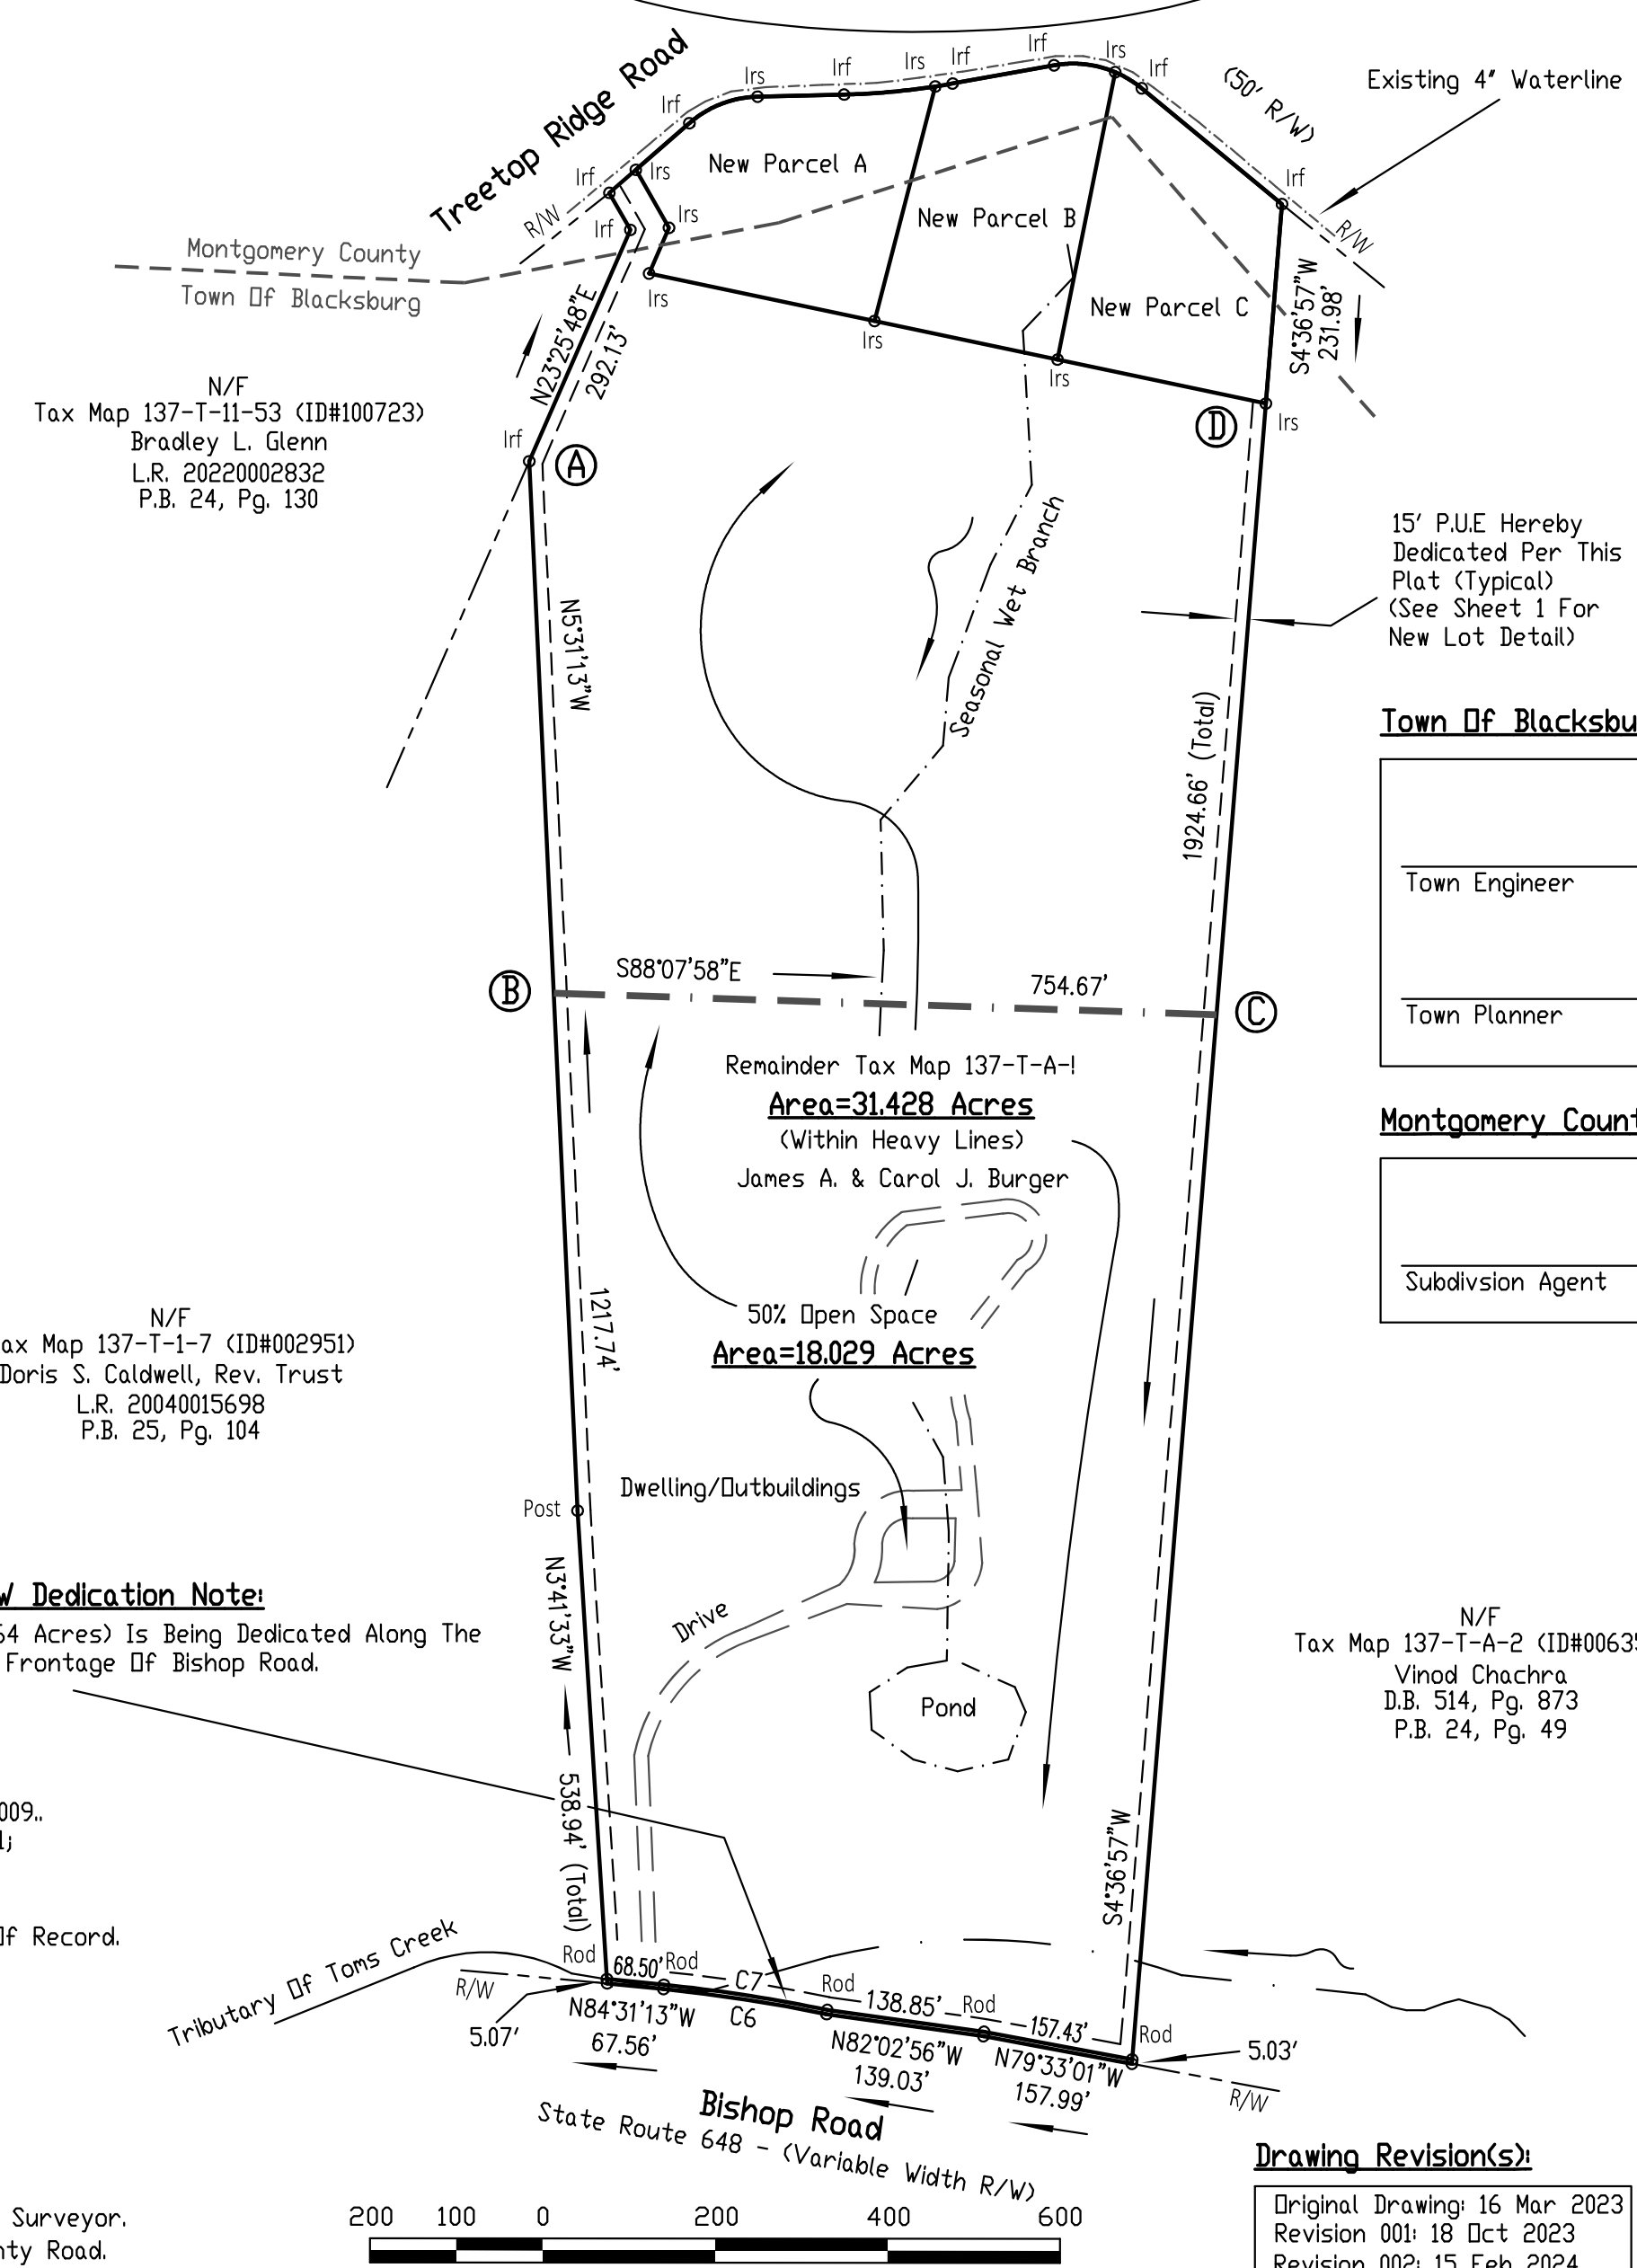 Treetop Ridge Road
Irf
Irs
Irf
Irs
Irf
Irf
Irs
Irf
(50' R/W)
Existing 4" Waterline
Irf
Irs
New Parcel A
Irf
R/W
Irf
Irs
Irs
New Parcel B
New Parcel C
R/W
Montgomery County
Town Of Blacksburg
Irs
Irs
Irs
S4°36'57"W
231.98'
N23°25'48"E
292.13'
N/F
Tax Map 137-T-11-53 (ID#100723)
Bradley L. Glenn
L.R. 20220002832
P.B. 24, Pg. 130
Irf
A
D
Irs
15' P.U.E Hereby
Dedicated Per This
Plat (Typical)
(See Sheet 1 For
New Lot Detail)
N5°31'13"W
Seasonal Wet Branch
1924.66' (Total)
Town Of Blacksbu
Town Engineer
Town Planner
B
S88°07'58"E
754.67'
C
Remainder Tax Map 137-T-A-!
Area=31.428 Acres
(Within Heavy Lines)
James A. & Carol J. Burger
Montgomery Count
Subdivsion Agent
50% Open Space
Area=18.029 Acres
1217.74'
N/F
ax Map 137-T-1-7 (ID#002951)
Doris S. Caldwell, Rev. Trust
L.R. 20040015698
P.B. 25, Pg. 104
Dwelling/Outbuildings
Post
N3°41'33"W
538.94' (Total)
Drive
Pond
W Dedication Note:
64 Acres) Is Being Dedicated Along The
Frontage Of Bishop Road.
N/F
Tax Map 137-T-A-2 (ID#00635
Vinod Chachra
D.B. 514, Pg. 873
P.B. 24, Pg. 49
009..
1;
Of Record.
S4°36'57"W
Tributary Of Toms Creek
R/W
Rod
68.50'
Rod
C7
Rod
138.85'
Rod
157.43'
Rod
5.07'
N84°31'13"W
67.56'
C6
N82°02'56"W
139.03'
N79°33'01"W
157.99'
5.03'
R/W
Bishop Road
State Route 648 - (Variable Width R/W)
Drawing Revision(s):
Original Drawing: 16 Mar 2023
Revision 001: 18 Oct 2023
Revision 002: 15 Feb 2024
Surveyor.
nty Road.
200 100 0 200 400 600